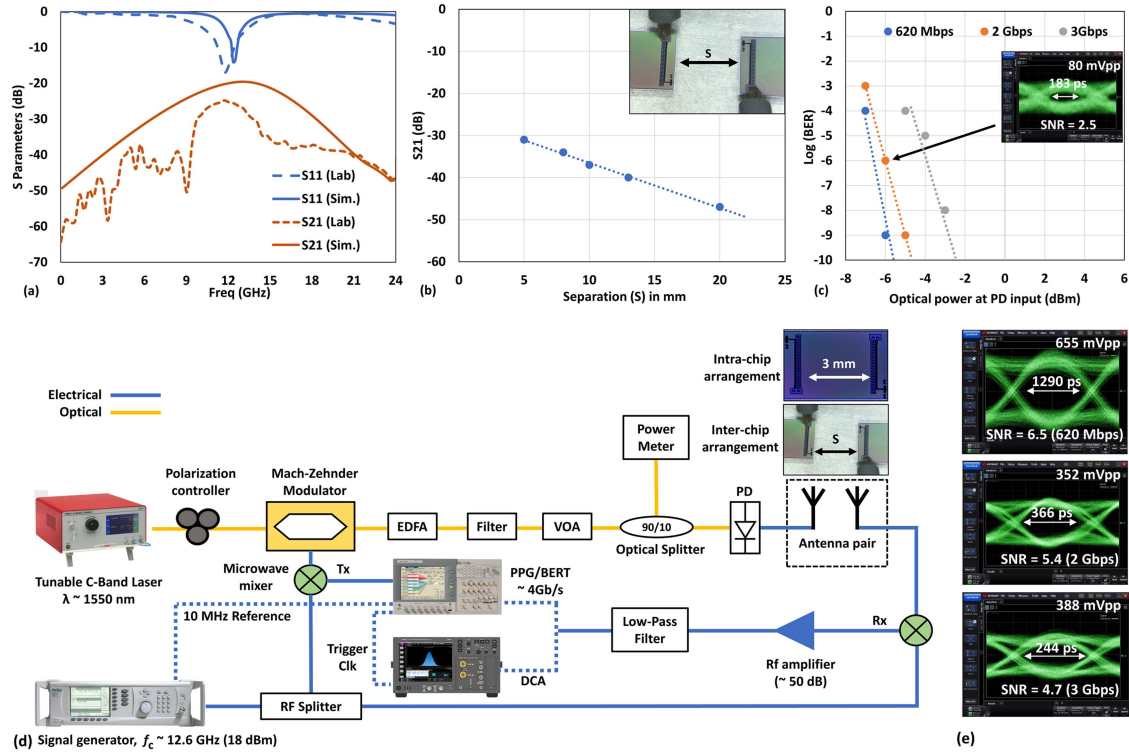 0
-10
-20
-30
-40
-50
-60
-70
S Parameters (dB)
0
3
6
9
12
15
18
21
24
Freq (GHz)
S11 (Lab)
S11 (Sim.)
S21 (Lab)
S21 (Sim.)
(a)
0
-10
-20
-30
-40
-50
-60
S21 (dB)
0
5
10
15
20
25
Separation (S) in mm
S
(b)
0
-1
-2
-3
-4
-5
-6
-7
-8
-9
-10
Log (BER)
-8
-6
-4
-2
0
2
4
6
Optical power at PD input (dBm)
620 Mbps
2 Gbps
3Gbps
80 mVpp
183 ps
SNR = 2.5
(c)
Electrical
Optical
Intra-chip
arrangement
3 mm
Inter-chip
arrangement
S
Power
Meter
Polarization
controller
Mach-Zehnder
Modulator
EDFA
Filter
VOA
90/10
Optical Splitter
PD
Antenna pair
Tunable C-Band Laser
λ ~ 1550 nm
Microwave
mixer
Tx
PPG/BERT
~ 4Gb/s
10 MHz Reference
Trigger
Clk
DCA
Low-Pass
Filter
Rf amplifier
(~ 50 dB)
Rx
RF Splitter
(d) Signal generator, fc ~ 12.6 GHz (18 dBm)
655 mVpp
1290 ps
SNR = 6.5 (620 Mbps)
352 mVpp
366 ps
SNR = 5.4 (2 Gbps)
388 mVpp
244 ps
SNR = 4.7 (3 Gbps)
(e)